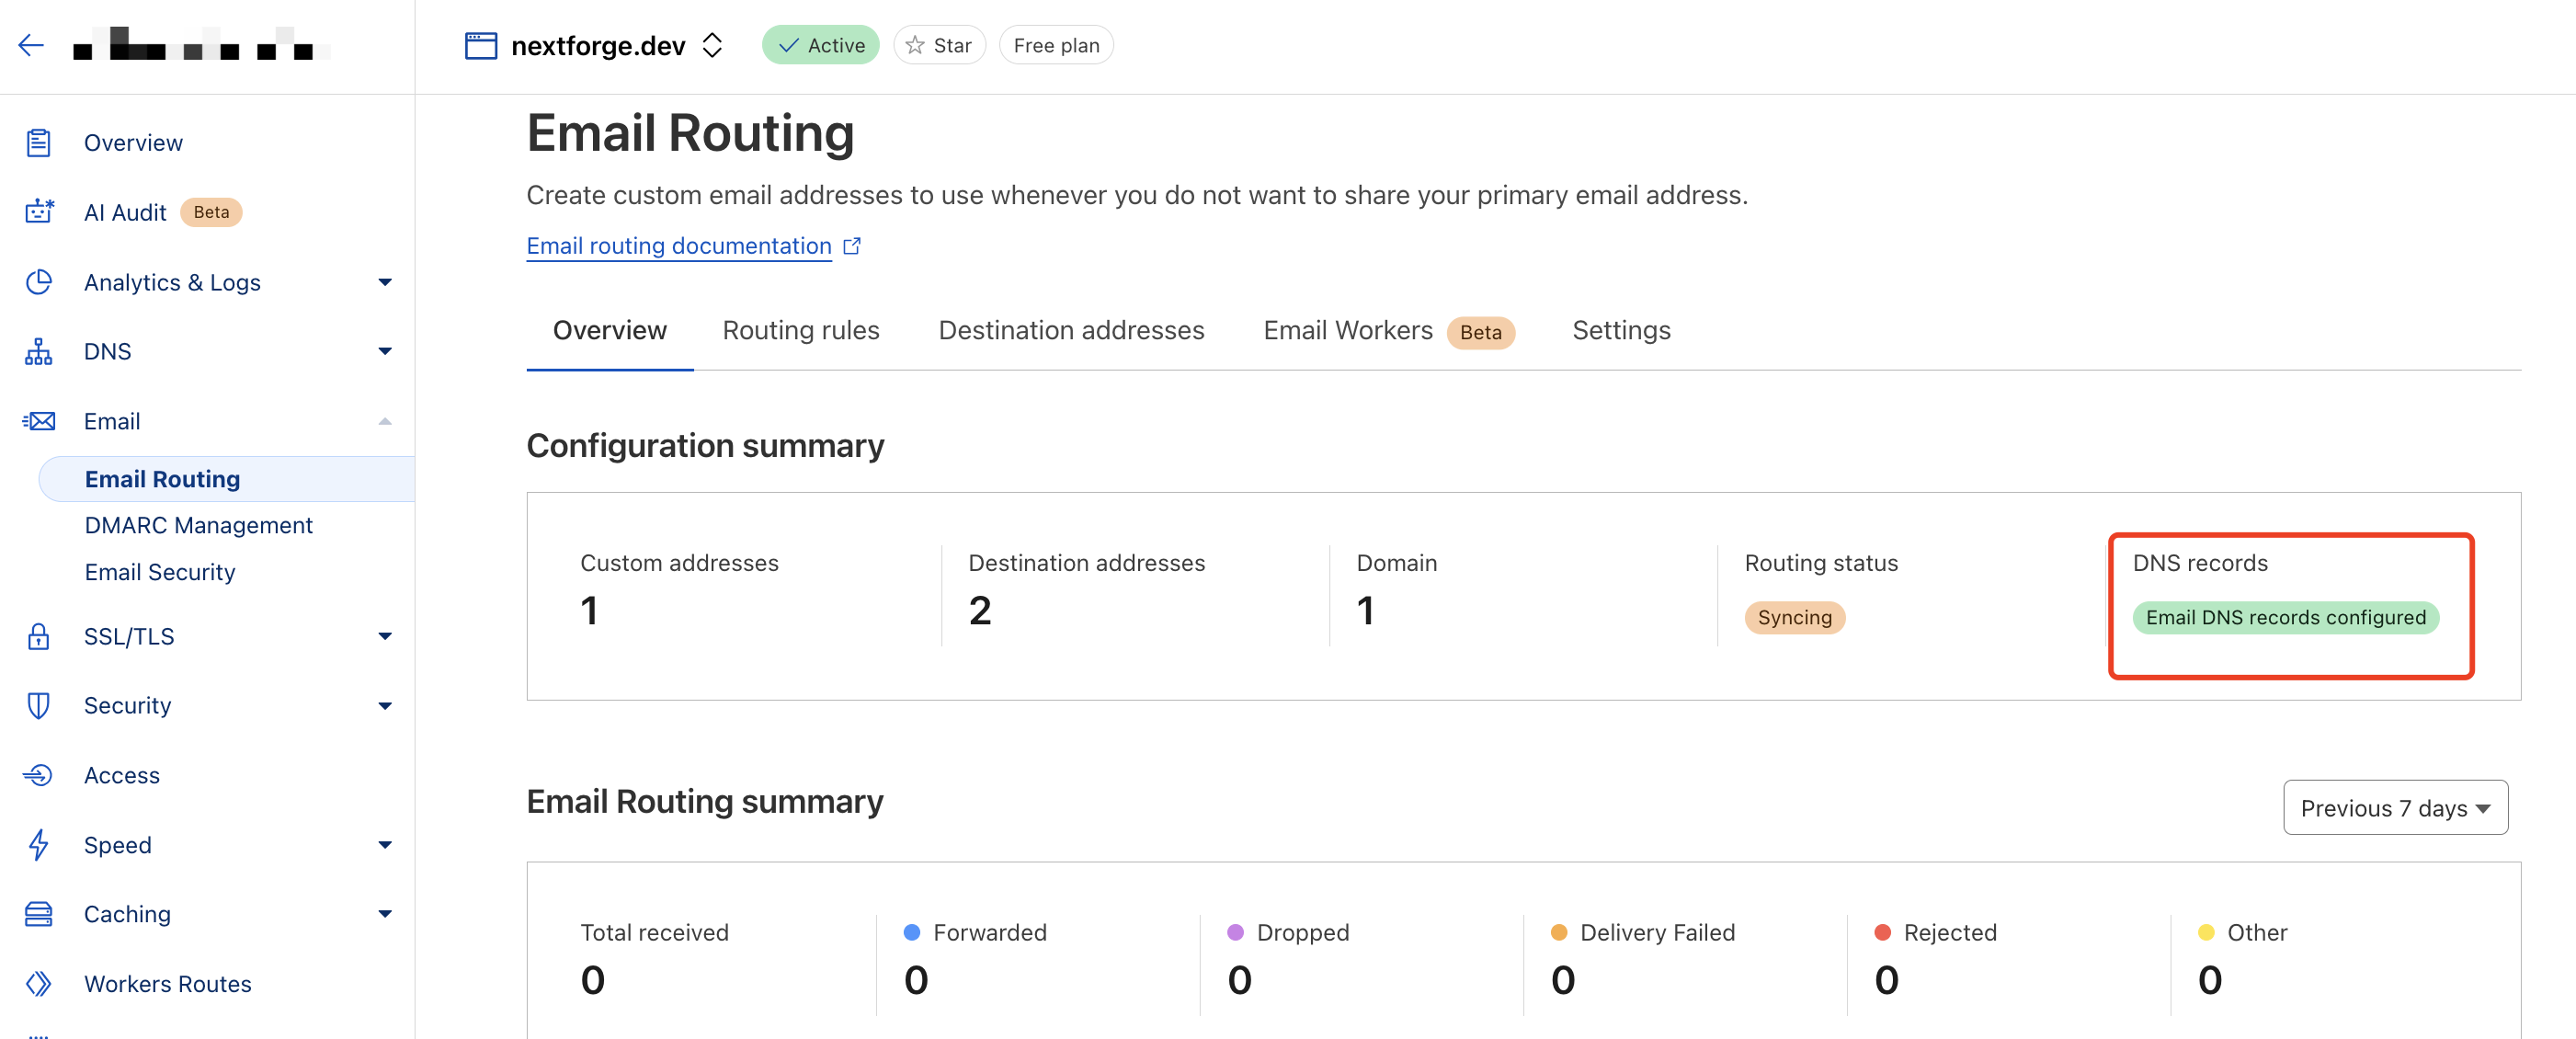 nextforge.dev
Active
Star
Free plan
Overview
AI Audit Beta
Analytics & Logs
DNS
Email
Email Routing
DMARC Management
Email Security
SSL/TLS
Security
Access
Speed
Caching
Workers Routes
Email Routing
Create custom email addresses to use whenever you do not want to share your primary email address.
Email routing documentation
Overview Routing rules Destination addresses Email Workers Beta Settings
Configuration summary
Custom addresses
1
Destination addresses
2
Domain
1
Routing status
Syncing
DNS records
Email DNS records configured
Email Routing summary
Previous 7 days
Total received
0
Forwarded
0
Dropped
0
Delivery Failed
0
Rejected
0
Other
0